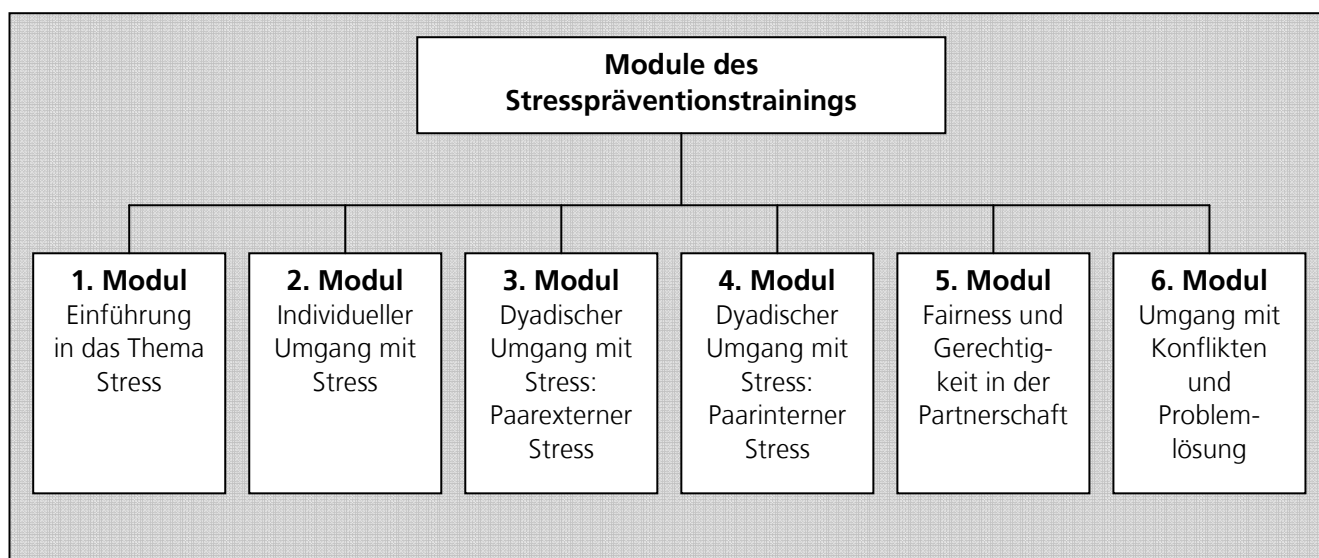 Module des
Stresspräventionstrainings
1. Modul
Einführung
in das Thema
Stress
2. Modul
Individueller
Umgang mit
Stress
3. Modul
Dyadischer
Umgang mit
Stress:
Paarexterner
Stress
4. Modul
Dyadischer
Umgang mit
Stress:
Paarinterner
Stress
5. Modul
Fairness und
Gerechtig-
keit in der
Partnerschaft
6. Modul
Umgang mit
Konflikten
und
Problem-
lösung